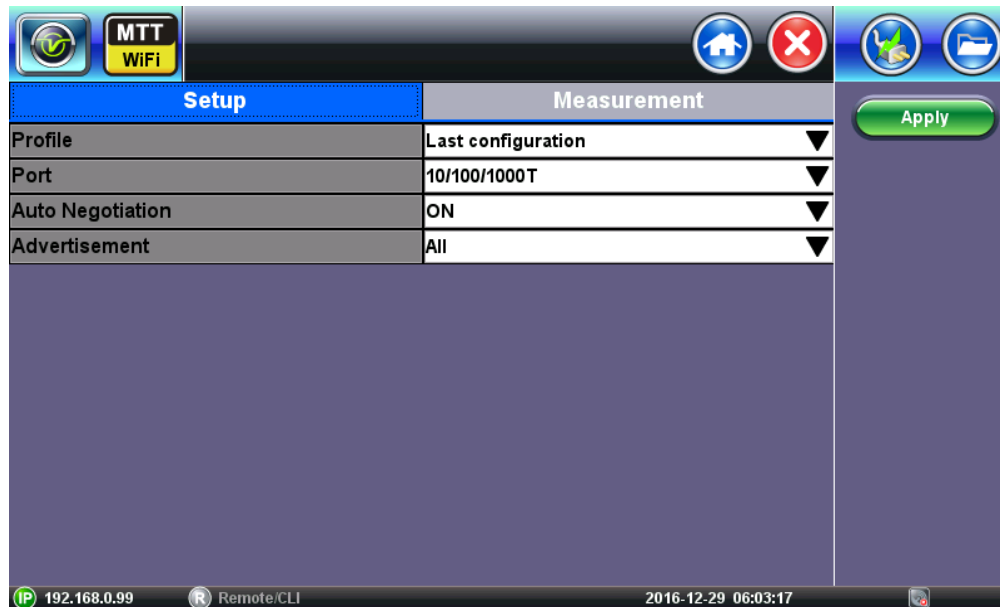 MTT
WiFi
Setup
Measurement
Apply
Profile
Last configuration
Port
10/100/1000T
Auto Negotiation
ON
Advertisement
All
IP 192.168.0.99
R Remote/CLI
2016-12-29 06:03:17